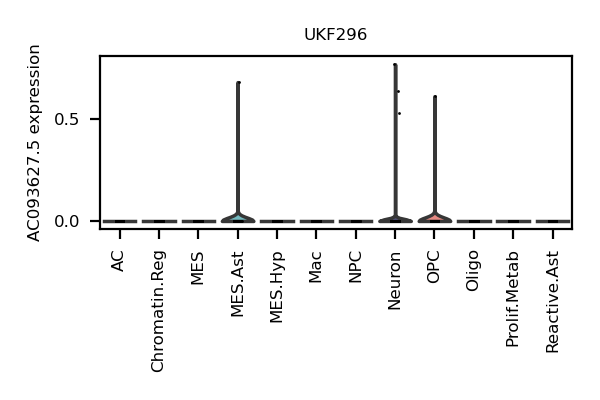 UKF296
AC093627.5 expression
0.5
0.0
AC
Chromatin.Reg
MES
MES.Ast
MES.Hyp
Mac
NPC
Neuron
OPC
Oligo
Prolif.Metab
Reactive.Ast